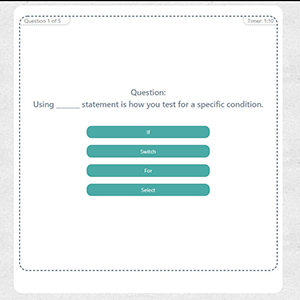 Question 1 of 5
Timer: 1:10
Question:
Using ______ statement is how you test for a specific condition.
If
Switch
For
Select